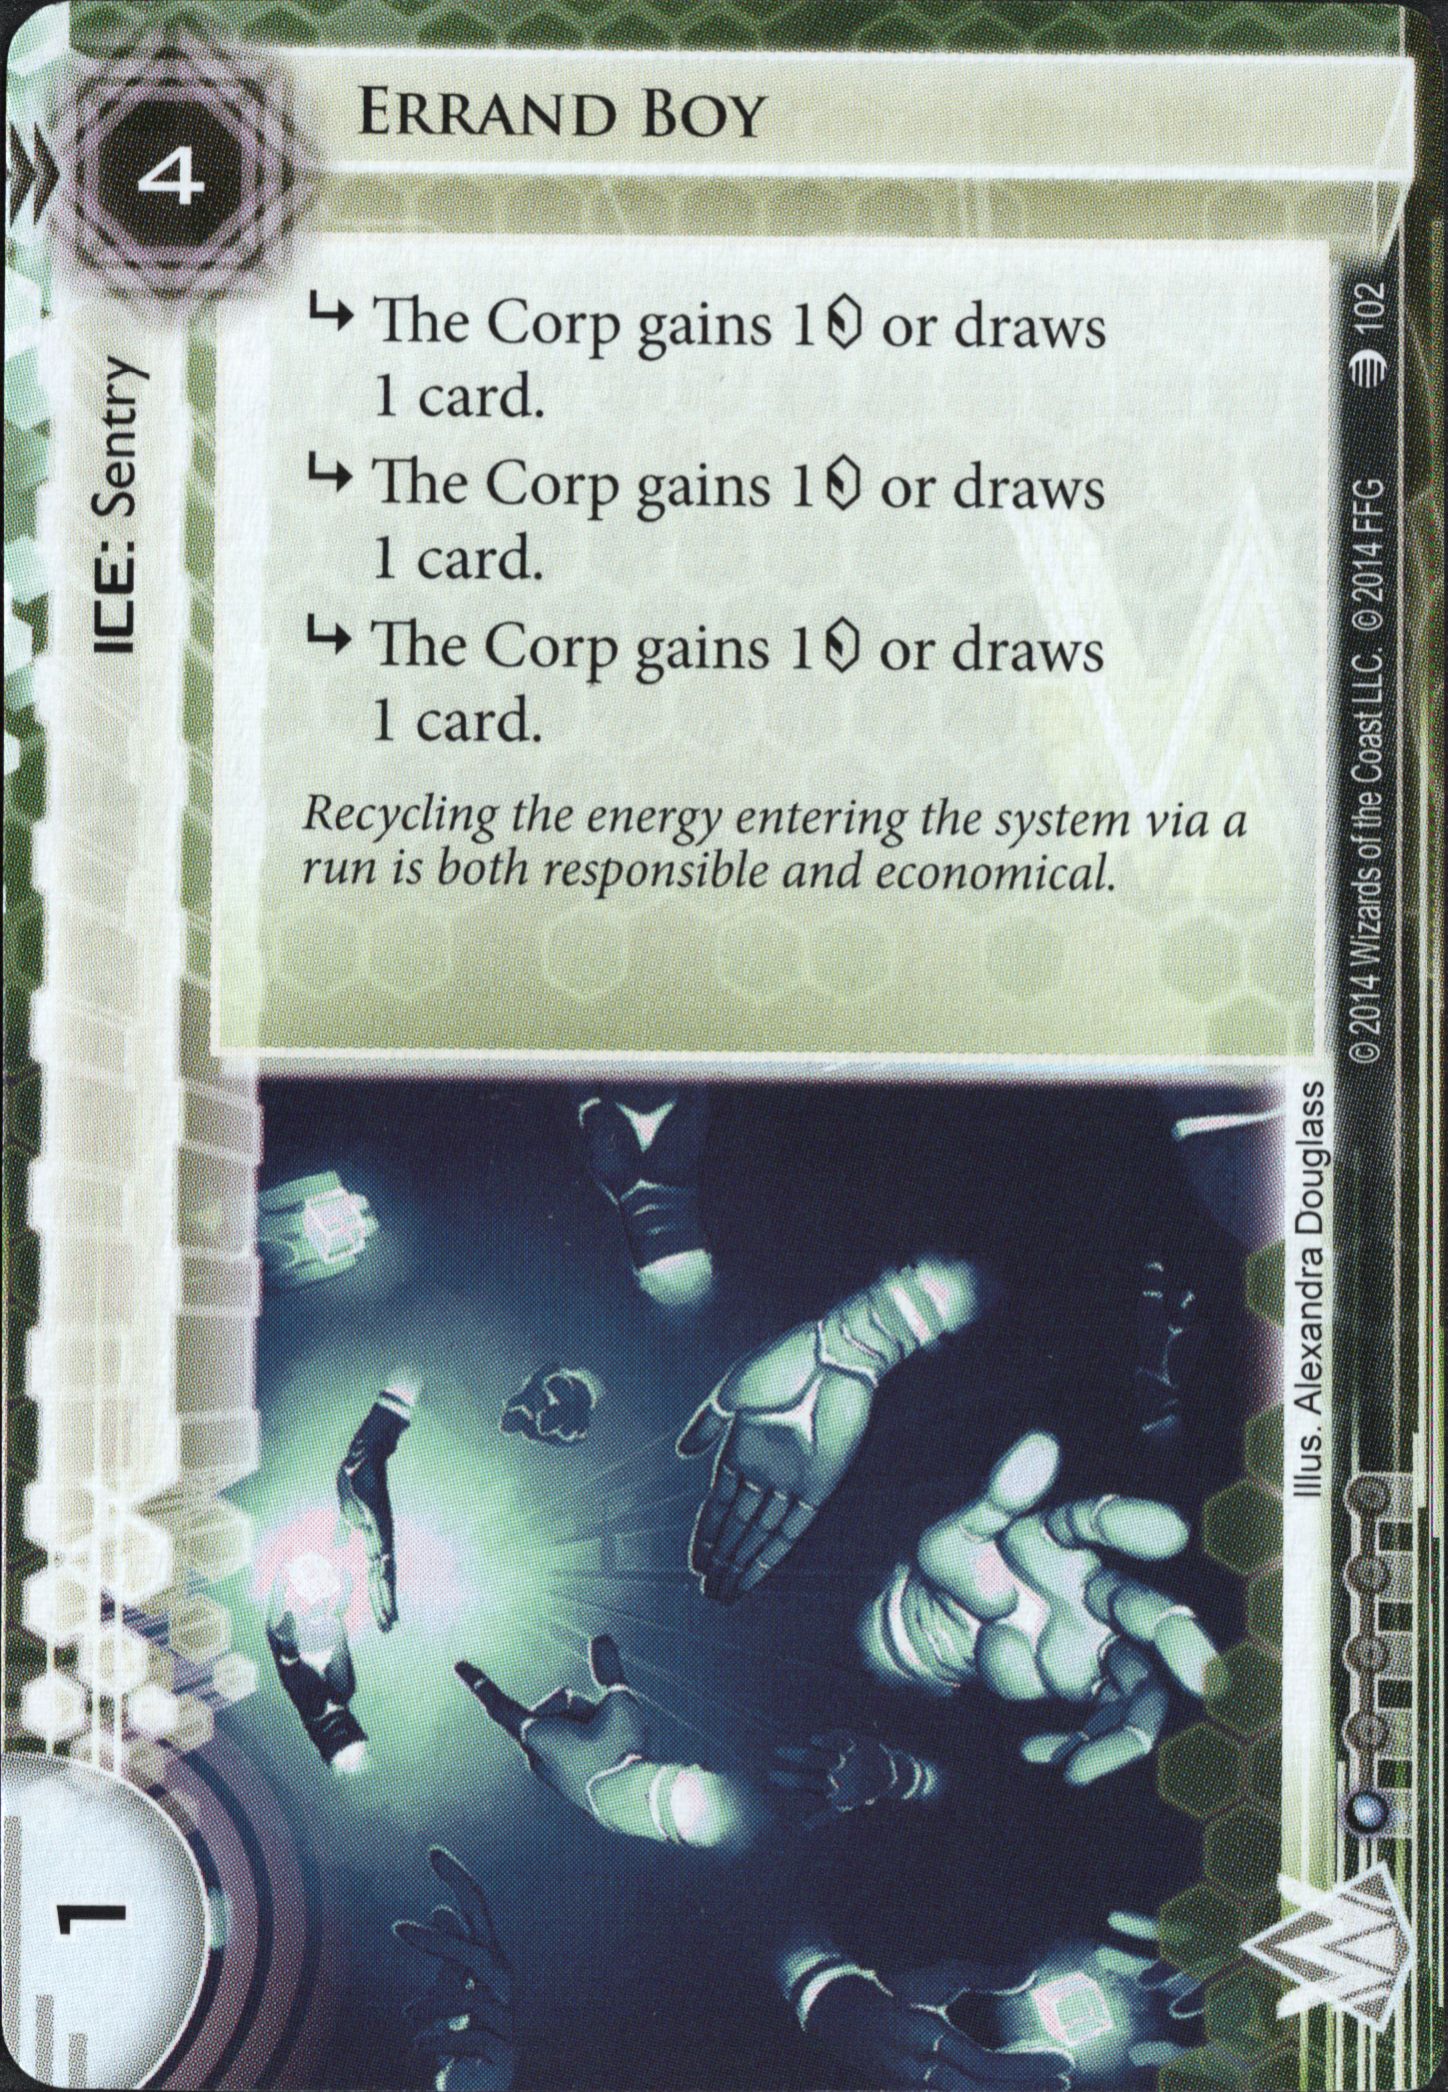 Errand Boy
4
ICE: Sentry
The Corp gains 1 or draws
1 card.
The Corp gains 1 or draws
1 card.
The Corp gains 1 or draws
1 card.
Recycling the energy entering the system via a
run is both responsible and economical.
102
© 2014 Wizards of the Coast LLC. © 2014 FFG
Illus. Alexandra Douglass
1